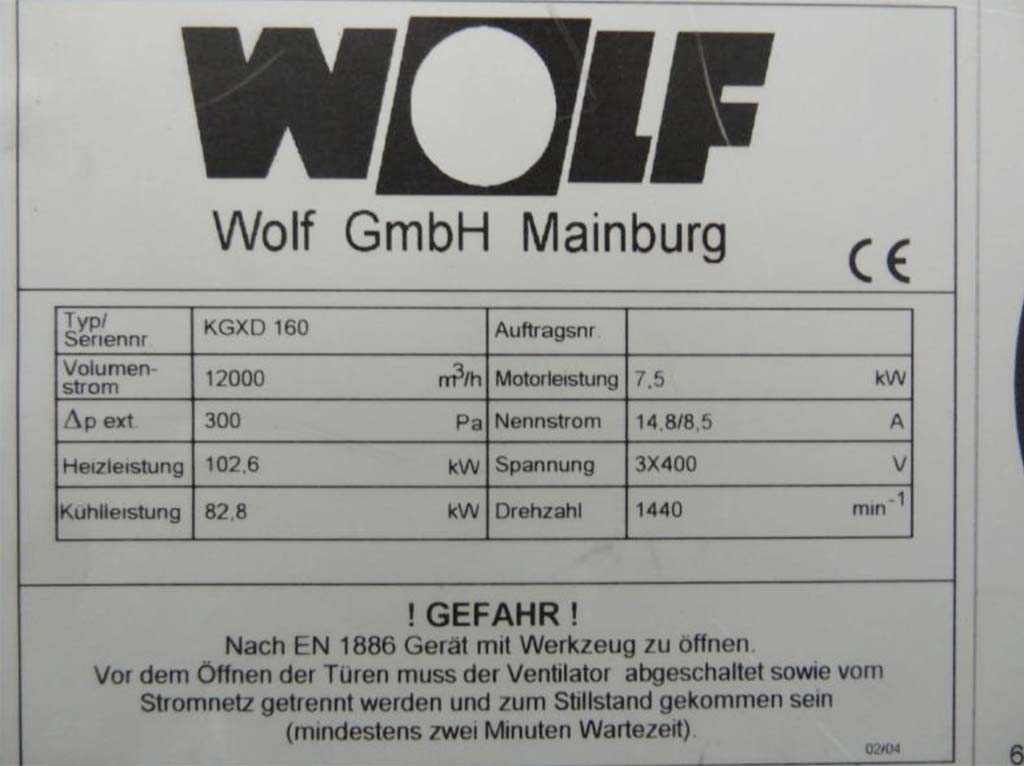 WOLF
Wolf GmbH Mainburg
CE
Typ/
Seriennr.
KGXD 160
Auftragsnr.
Volumen-
strom
12000 m³/h
Motorleistung
7,5 kW
Δp ext.
300 Pa
Nennstrom
14,8/8,5 A
Heizleistung
102,6 kW
Spannung
3X400 V
Kühlleistung
82,8 kW
Drehzahl
1440 min⁻¹
! GEFAHR !
Nach EN 1886 Gerät mit Werkzeug zu öffnen.
Vor dem Öffnen der Türen muss der Ventilator abgeschaltet sowie vom
Stromnetz getrennt werden und zum Stillstand gekommen sein
(mindestens zwei Minuten Wartezeit).
02/04
6